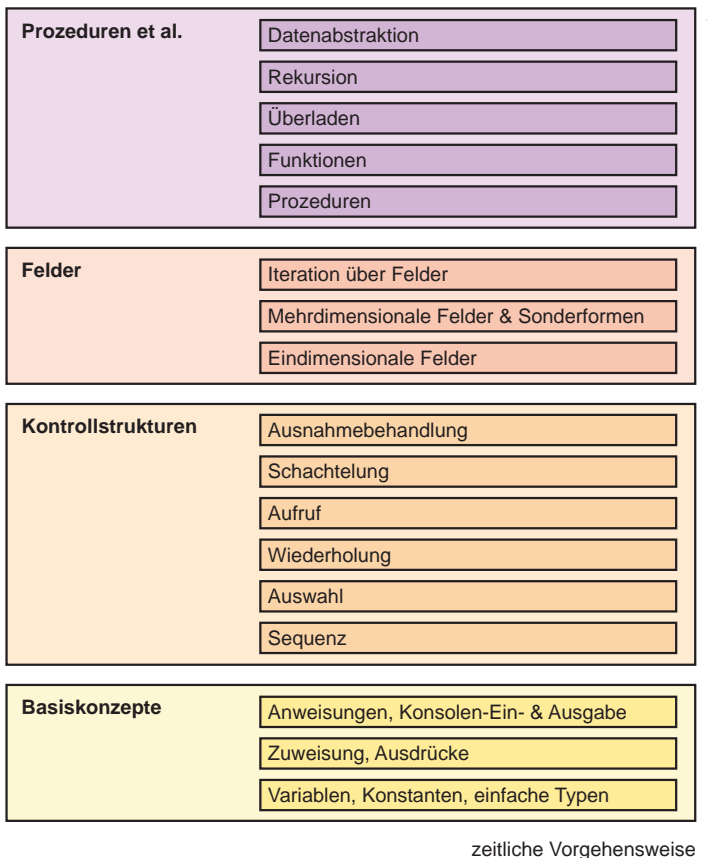 Prozeduren et al.
Datenabstraktion
Rekursion
Überladen
Funktionen
Prozeduren
Felder
Iteration über Felder
Mehrdimensionale Felder & Sonderformen
Eindimensionale Felder
Kontrollstrukturen
Ausnahmebehandlung
Schachtelung
Aufruf
Wiederholung
Auswahl
Sequenz
Basiskonzepte
Anweisungen, Konsolen-Ein- & Ausgabe
Zuweisung, Ausdrücke
Variablen, Konstanten, einfache Typen
zeitliche Vorgehensweise